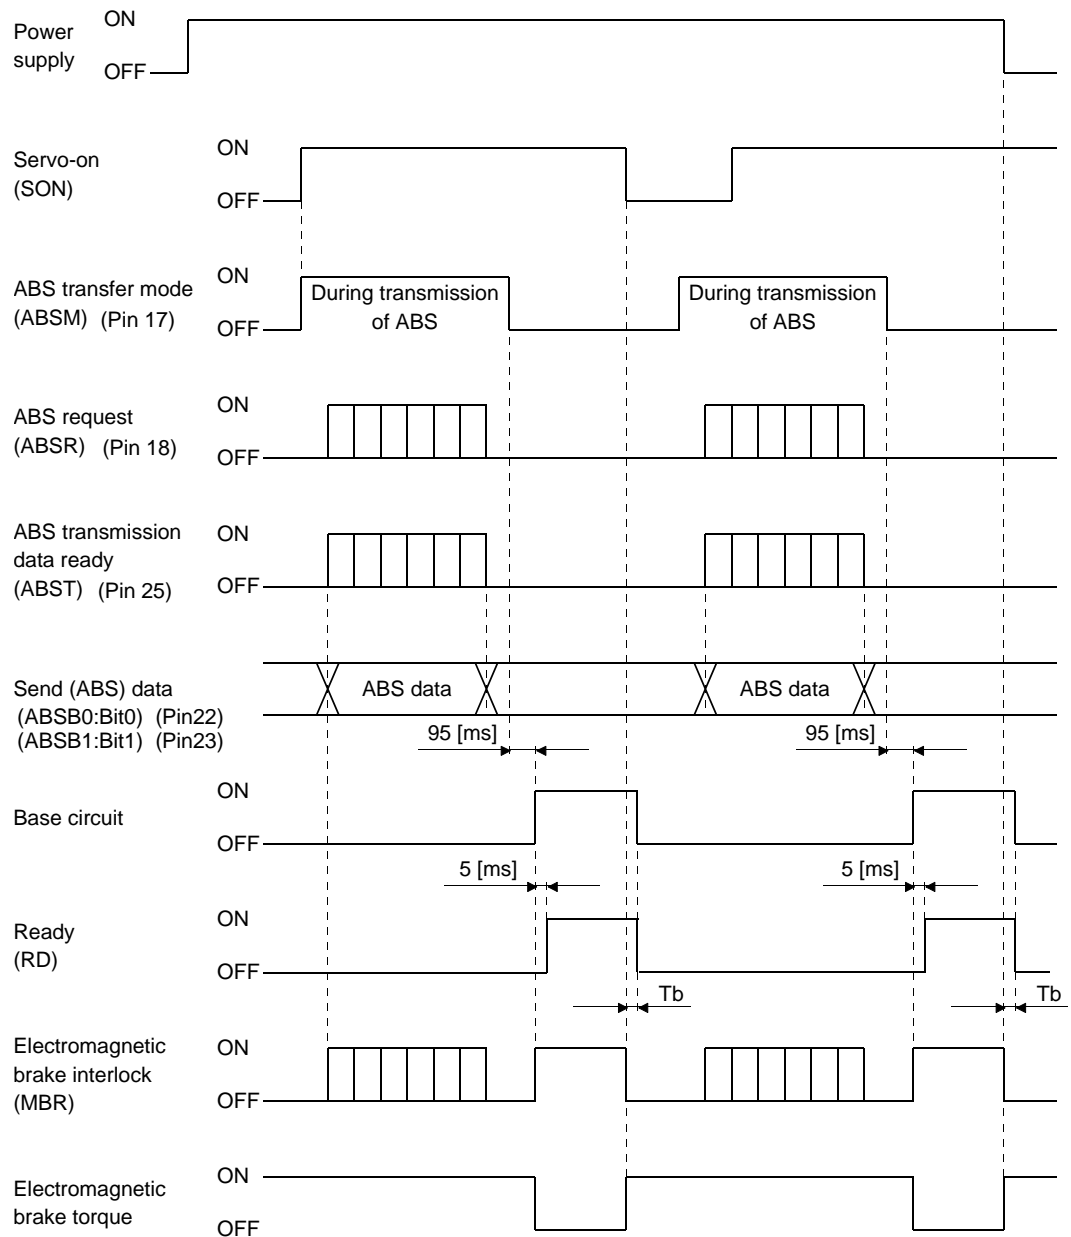 Power
supply
ON
OFF
Servo-on
(SON)
ON
OFF
ABS transfer mode
(ABSM) (Pin 17)
ON
OFF
During transmission
of ABS
During transmission
of ABS
ABS request
(ABSR) (Pin 18)
ON
OFF
ABS transmission
data ready
(ABST) (Pin 25)
ON
OFF
Send (ABS) data
(ABSB0:Bit0) (Pin22)
(ABSB1:Bit1) (Pin23)
ABS data
ABS data
95 [ms]
95 [ms]
Base circuit
ON
OFF
5 [ms]
5 [ms]
Ready
(RD)
ON
OFF
Tb
Tb
Electromagnetic
brake interlock
(MBR)
ON
OFF
Electromagnetic
brake torque
ON
OFF